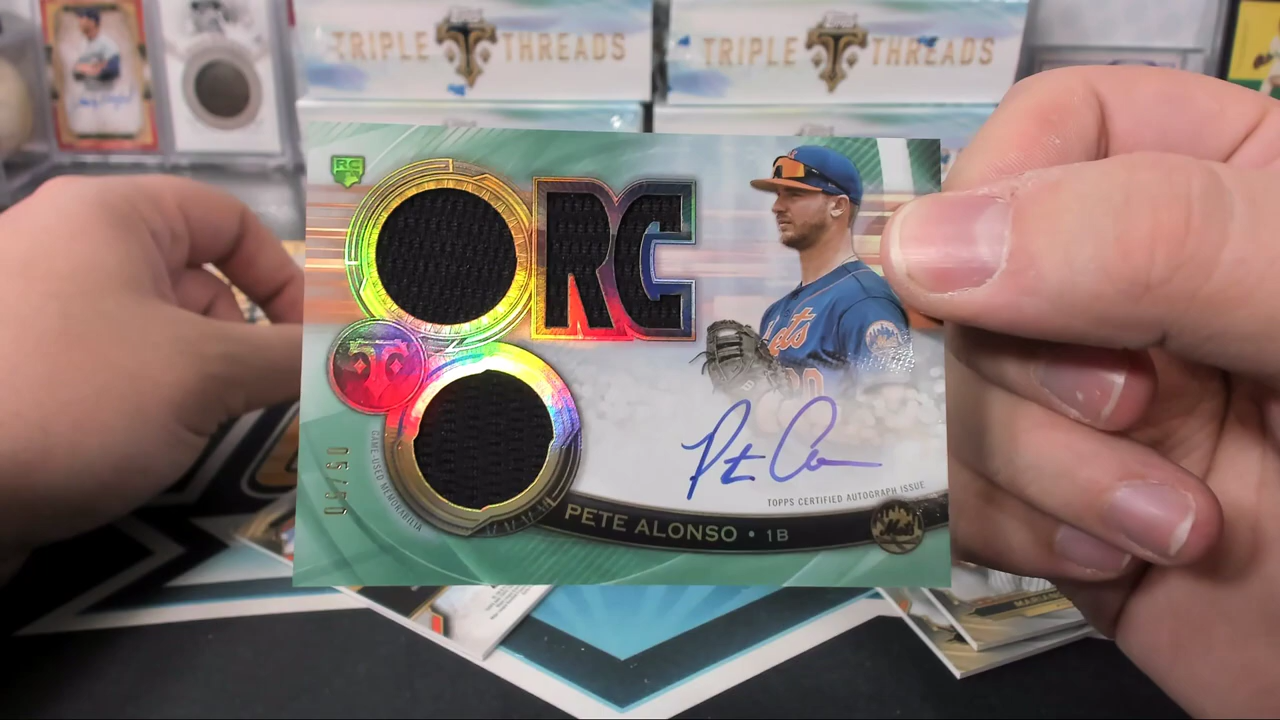 TRIPLE THREADS
TRIPLE THREADS
RC
RC
Mets
GAME-USED MEMORABILIA
TOPPS CERTIFIED AUTOGRAPH ISSUE
PETE ALONSO • 1B